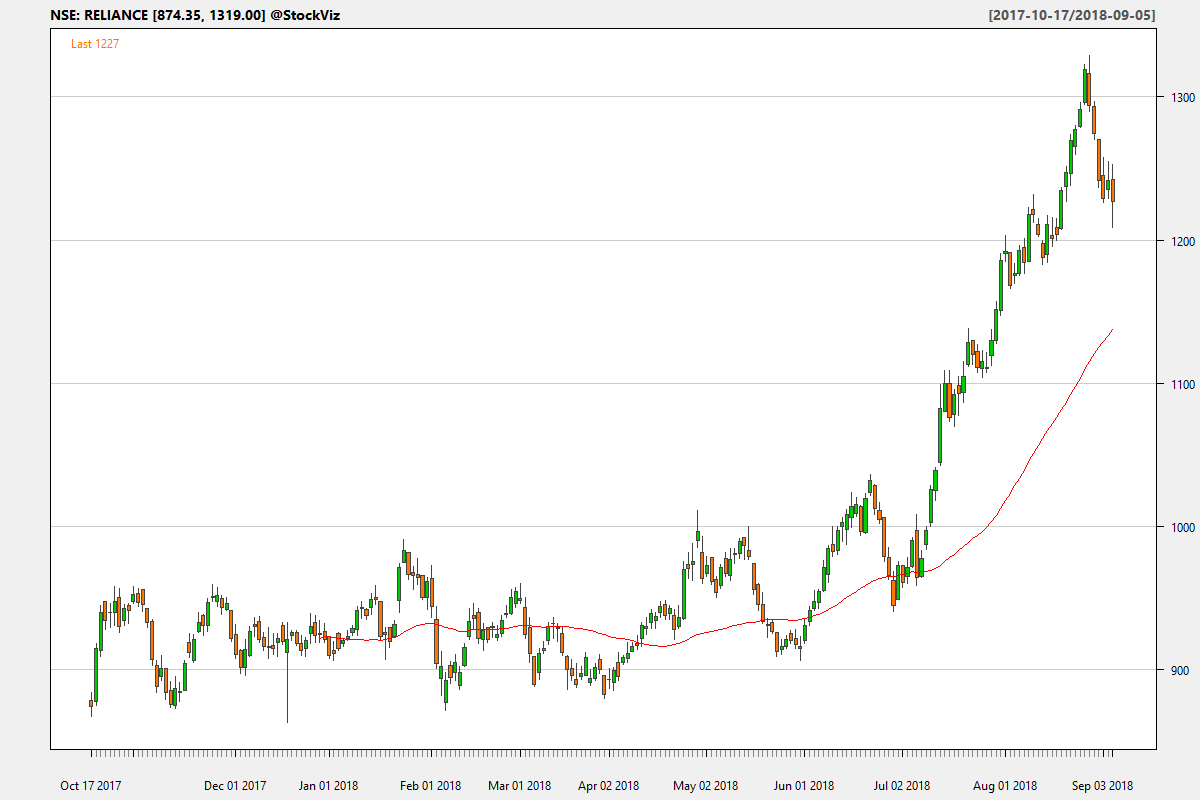 NSE: RELIANCE [874.35, 1319.00] @StockViz
[2017-10-17/2018-09-05]
Last 1227
1300
1200
1100
1000
900
Oct 17 2017 Dec 01 2017 Jan 01 2018 Feb 01 2018 Mar 01 2018 Apr 02 2018 May 02 2018 Jun 01 2018 Jul 02 2018 Aug 01 2018 Sep 03 2018